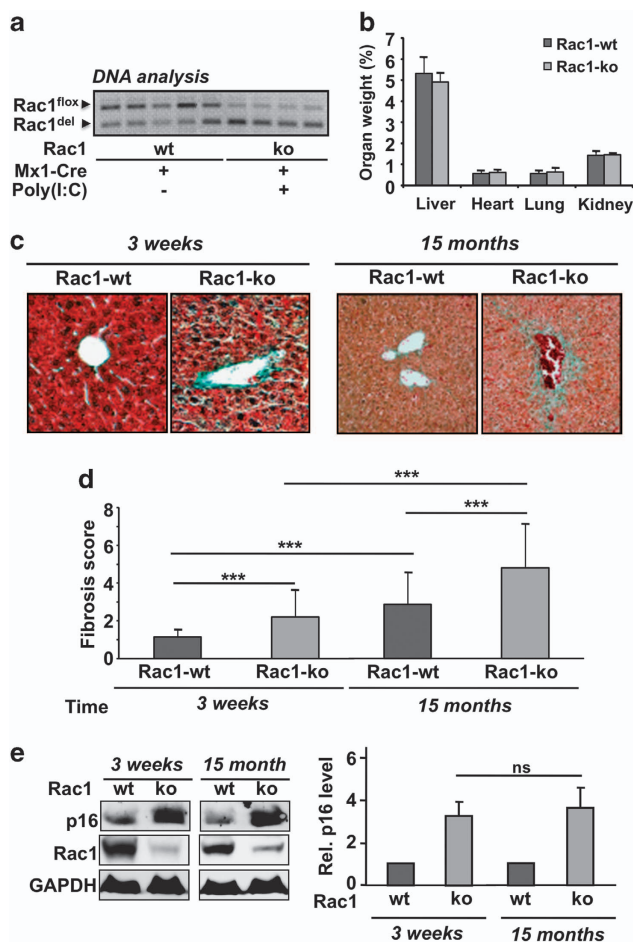 a
DNA analysis
Rac1flox
Rac1del
Rac1 wt ko
Mx1-Cre + +
Poly(I:C) - +
b
Organ weight (%)
7
6
5
4
3
2
1
0
Rac1-wt
Rac1-ko
Liver Heart Lung Kidney
c
3 weeks 15 months
Rac1-wt Rac1-ko Rac1-wt Rac1-ko
d
Fibrosis score
8
6
4
2
0
***
***
***
***
Rac1-wt Rac1-ko Rac1-wt Rac1-ko
Time 3 weeks 15 months
e
3 weeks 15 month
Rac1 wt ko wt ko
p16
Rac1
GAPDH
Rel. p16 level
6
4
2
0
ns
Rac1 wt ko wt ko
3 weeks 15 months